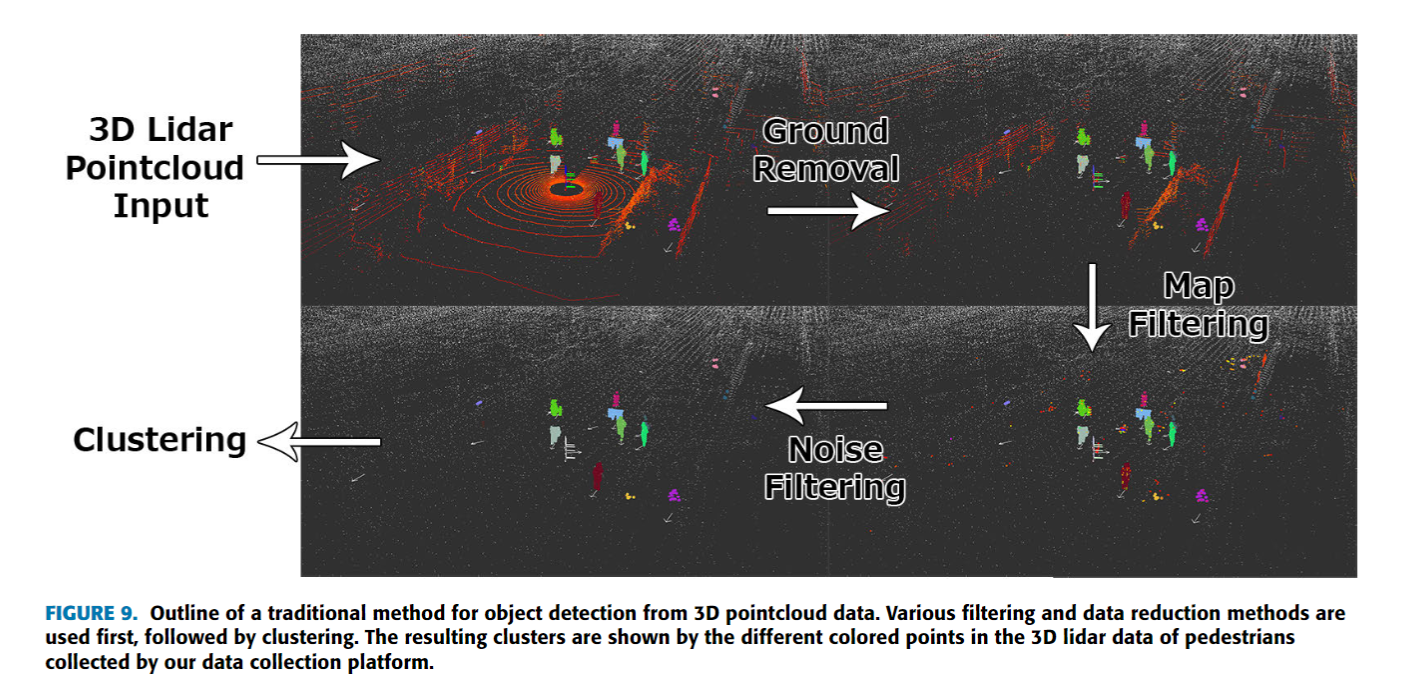 3D Lidar
Pointcloud
Input
Ground
Removal
Map
Filtering
Noise
Filtering
Clustering
FIGURE 9. Outline of a traditional method for object detection from 3D pointcloud data. Various filtering and data reduction methods are
used first, followed by clustering. The resulting clusters are shown by the different colored points in the 3D lidar data of pedestrians
collected by our data collection platform.